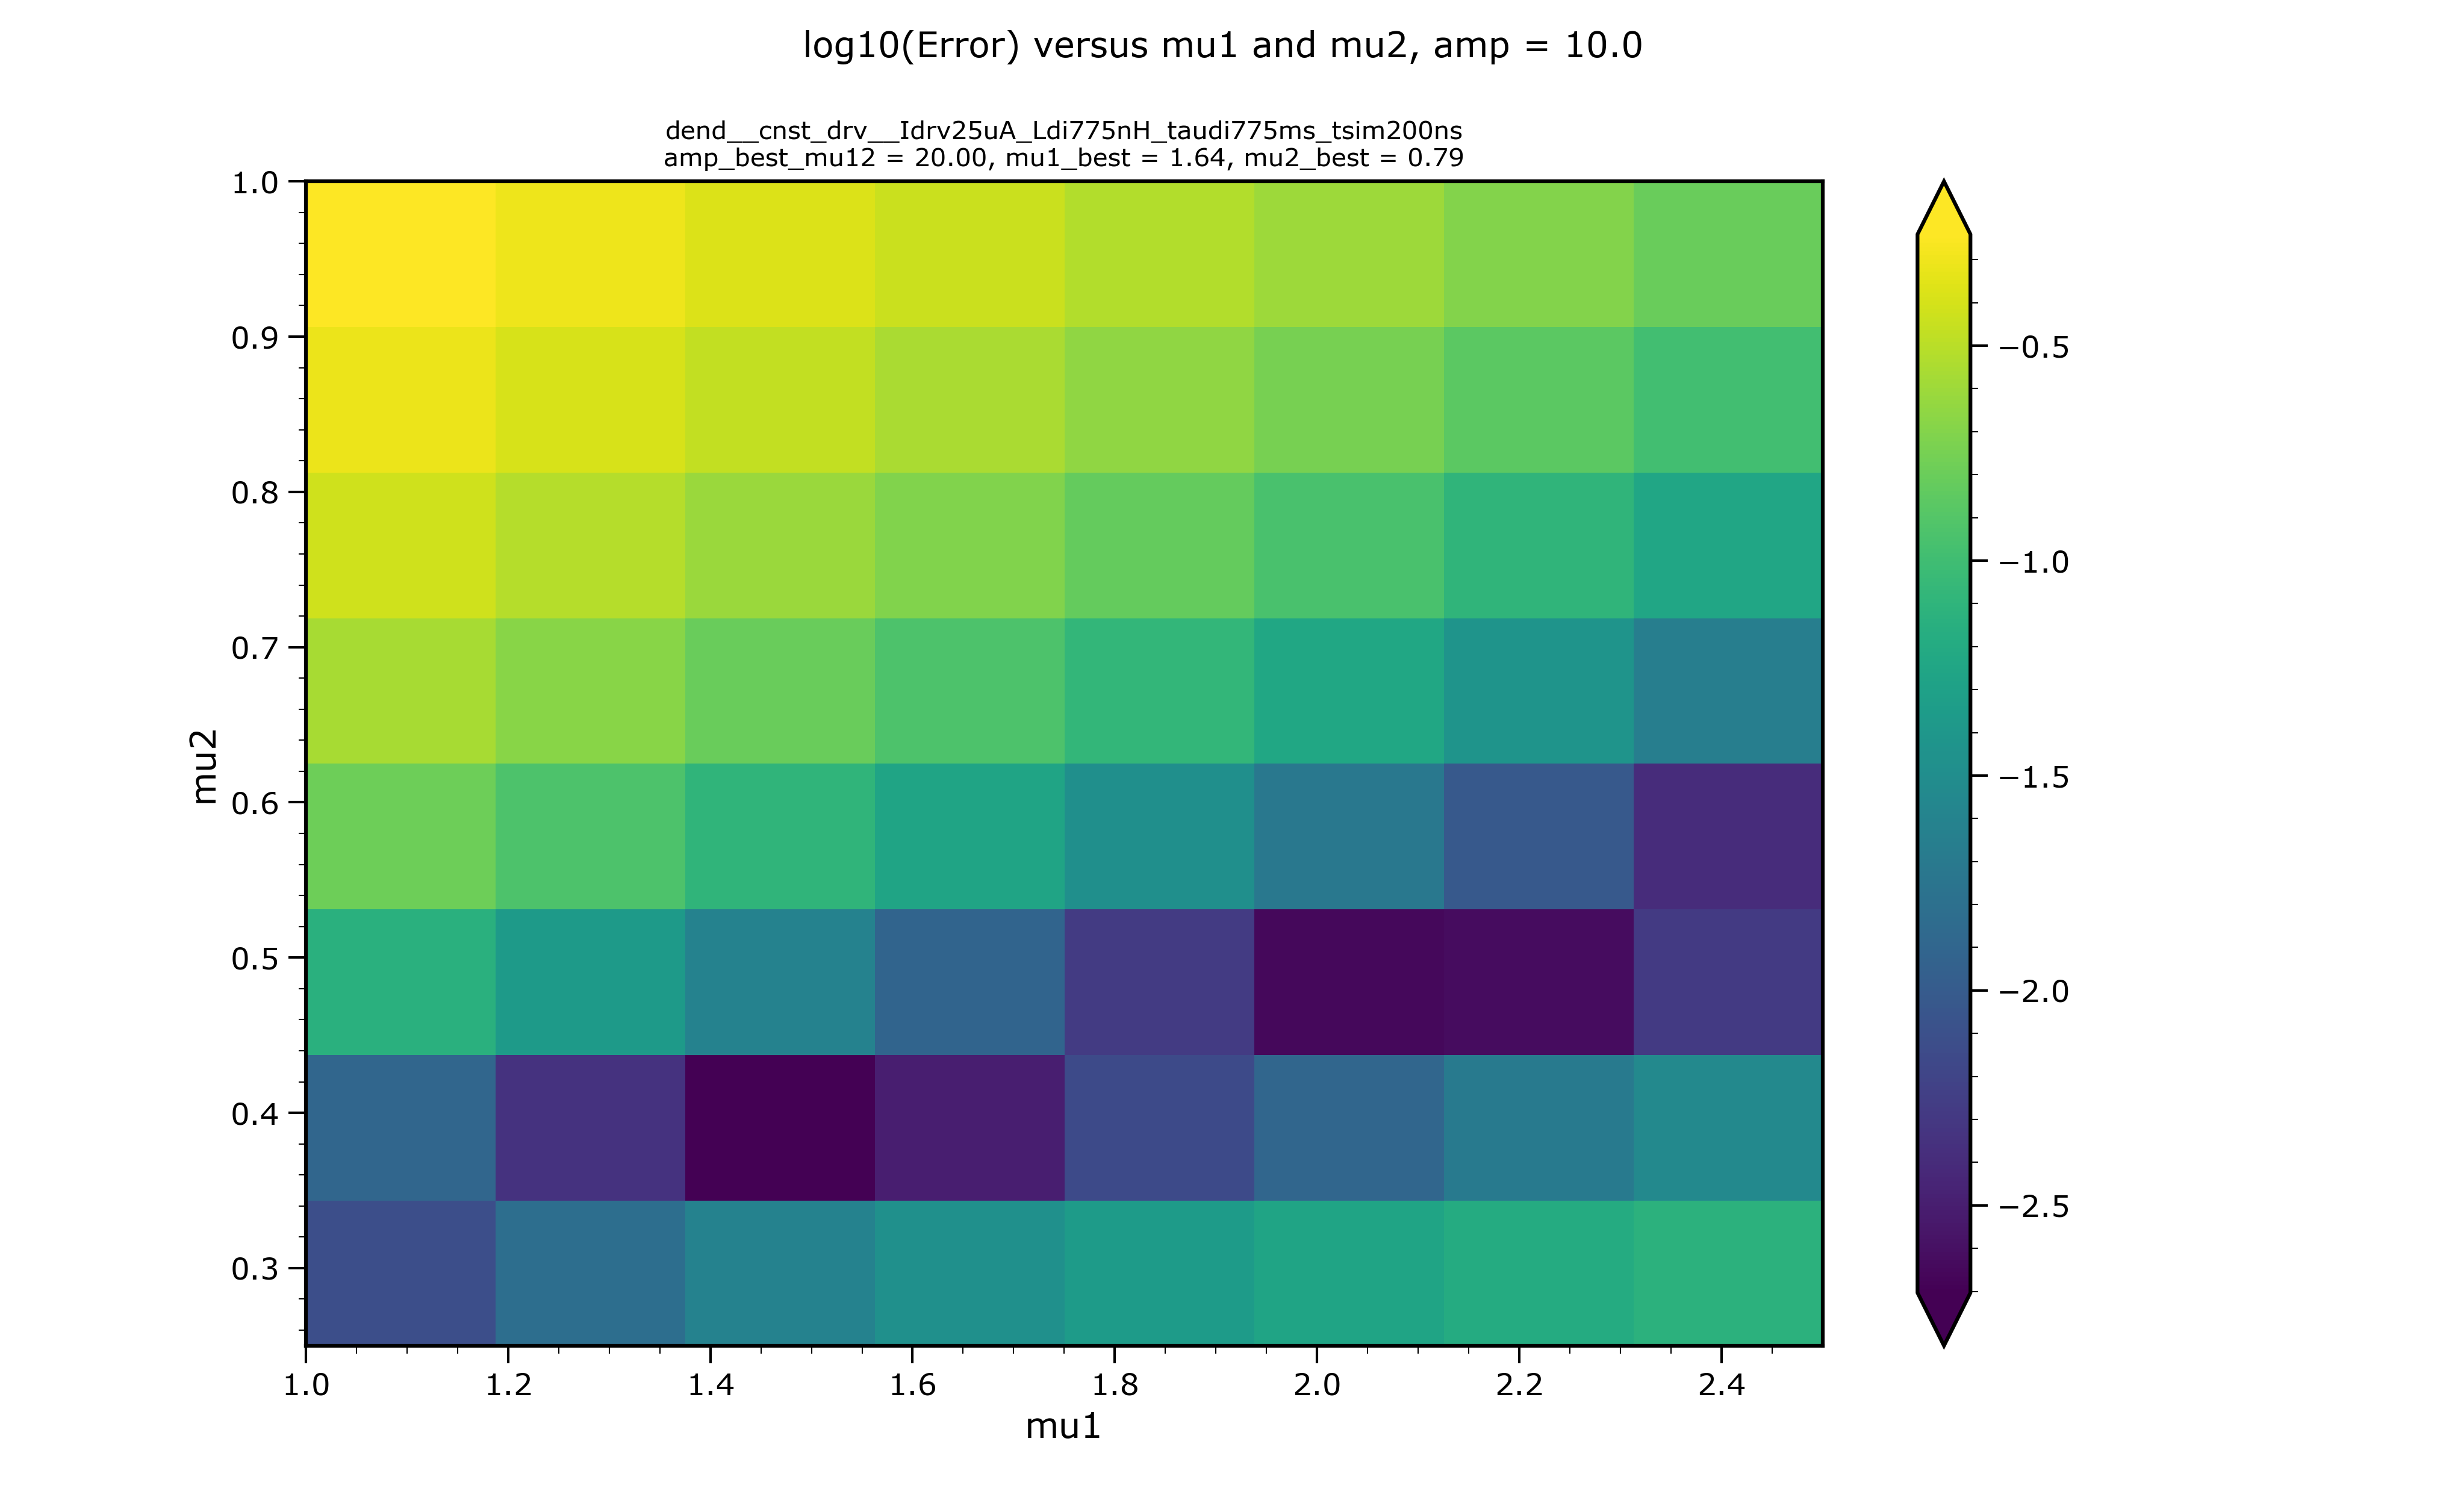 log10(Error) versus mu1 and mu2, amp = 10.0
dend__cnst_drv__Idrv25uA_Ldi775nH_taudi775ms_tsim200ns
amp_best_mu12 = 20.00, mu1_best = 1.64, mu2_best = 0.79
1.0
0.9
0.8
0.7
0.6
0.5
0.4
0.3
mu2
1.0 1.2 1.4 1.6 1.8 2.0 2.2 2.4
mu1
−0.5
−1.0
−1.5
−2.0
−2.5